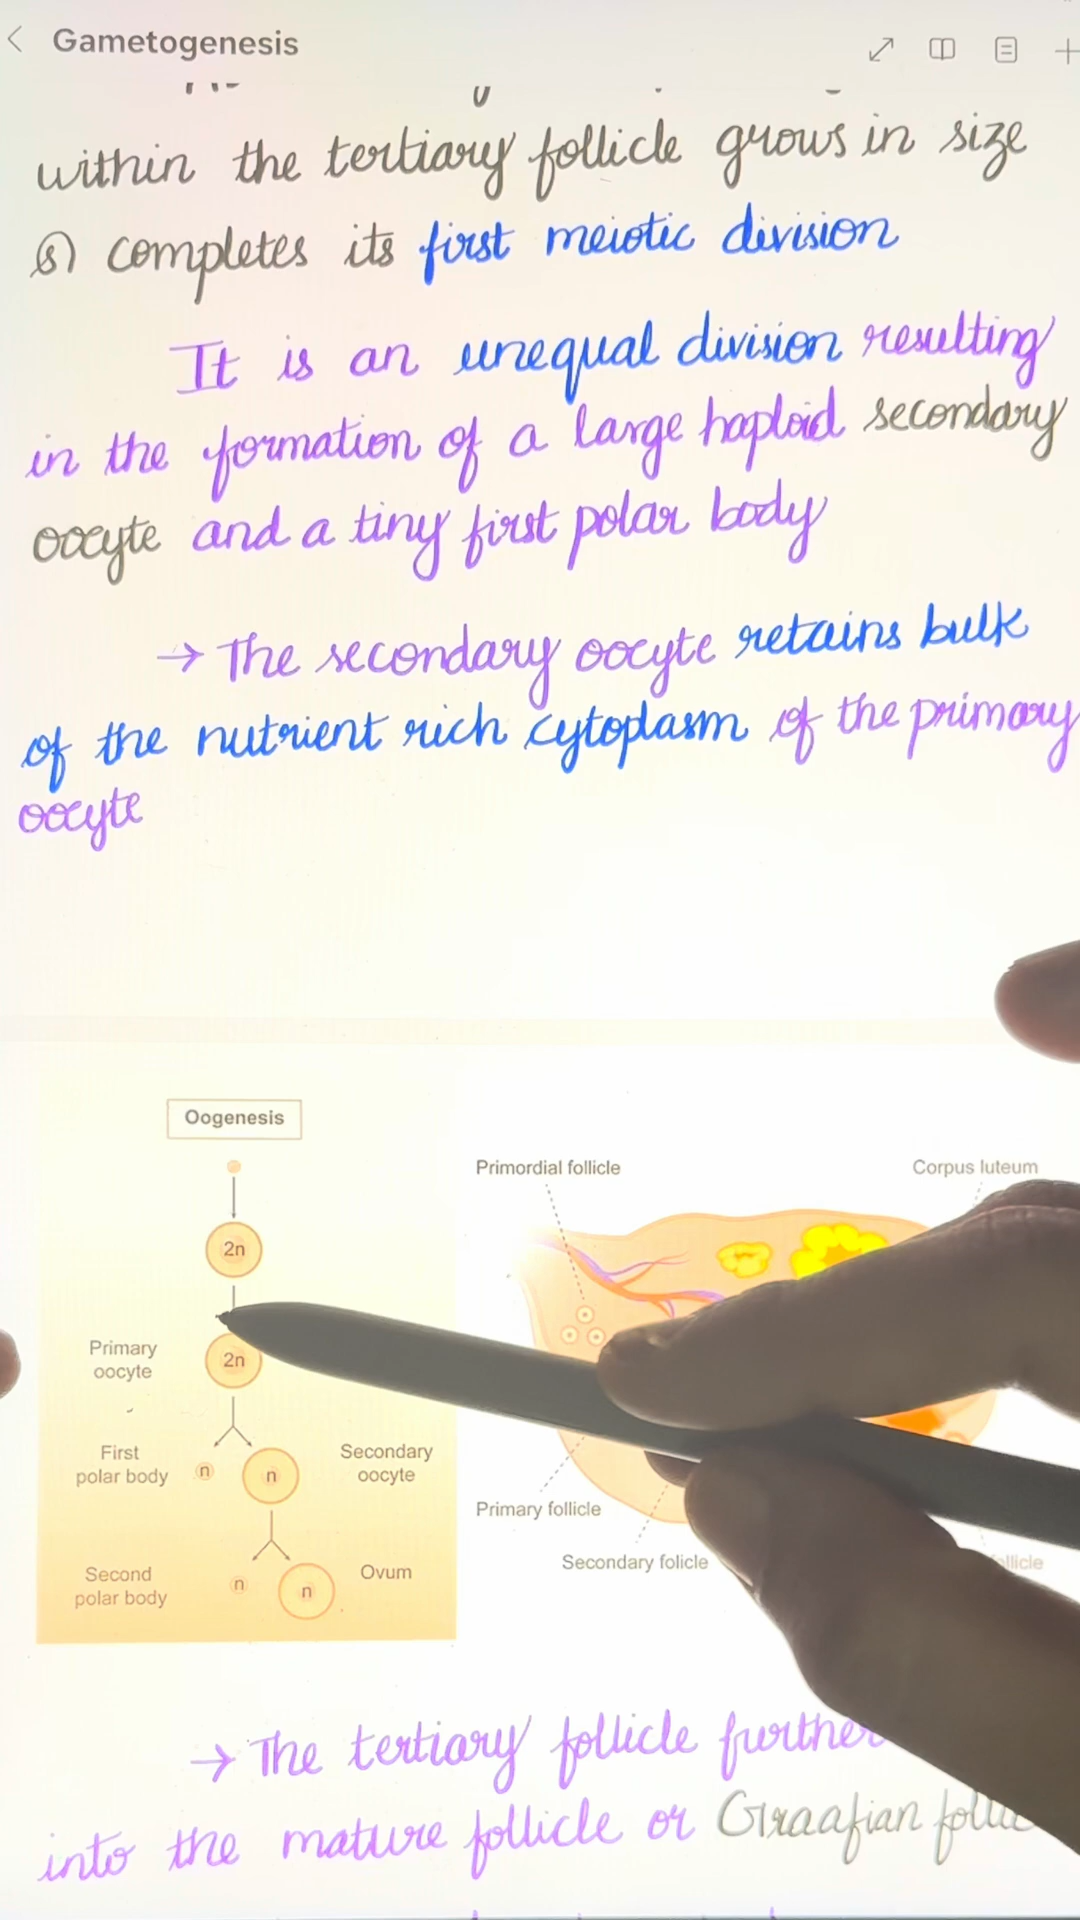 Gametogenesis
within the tertiary follicle grows in size
(s) completes its first meiotic division
It is an unequal division resulting
in the formation of a large haploid secondary
oocyte and a tiny first polar body
→ The secondary oocyte retains bulk
of the nutrient rich cytoplasm of the primary
oocyte
Oogenesis
2n
Primary
oocyte
2n
First
polar body
n
n
Secondary
oocyte
Second
polar body
n
n
Ovum
Primordial follicle
Corpus luteum
Primary follicle
Secondary folicle
→ The tertiary follicle further
into the mature follicle or Graafian